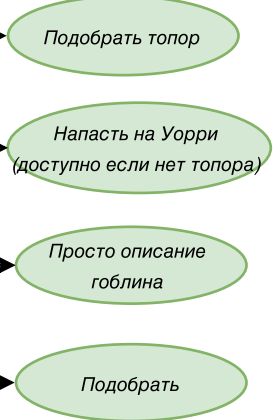 Подобрать топор
Напасть на Уорри
(доступно если нет топора)
Просто описание
гоблина
Подобрать